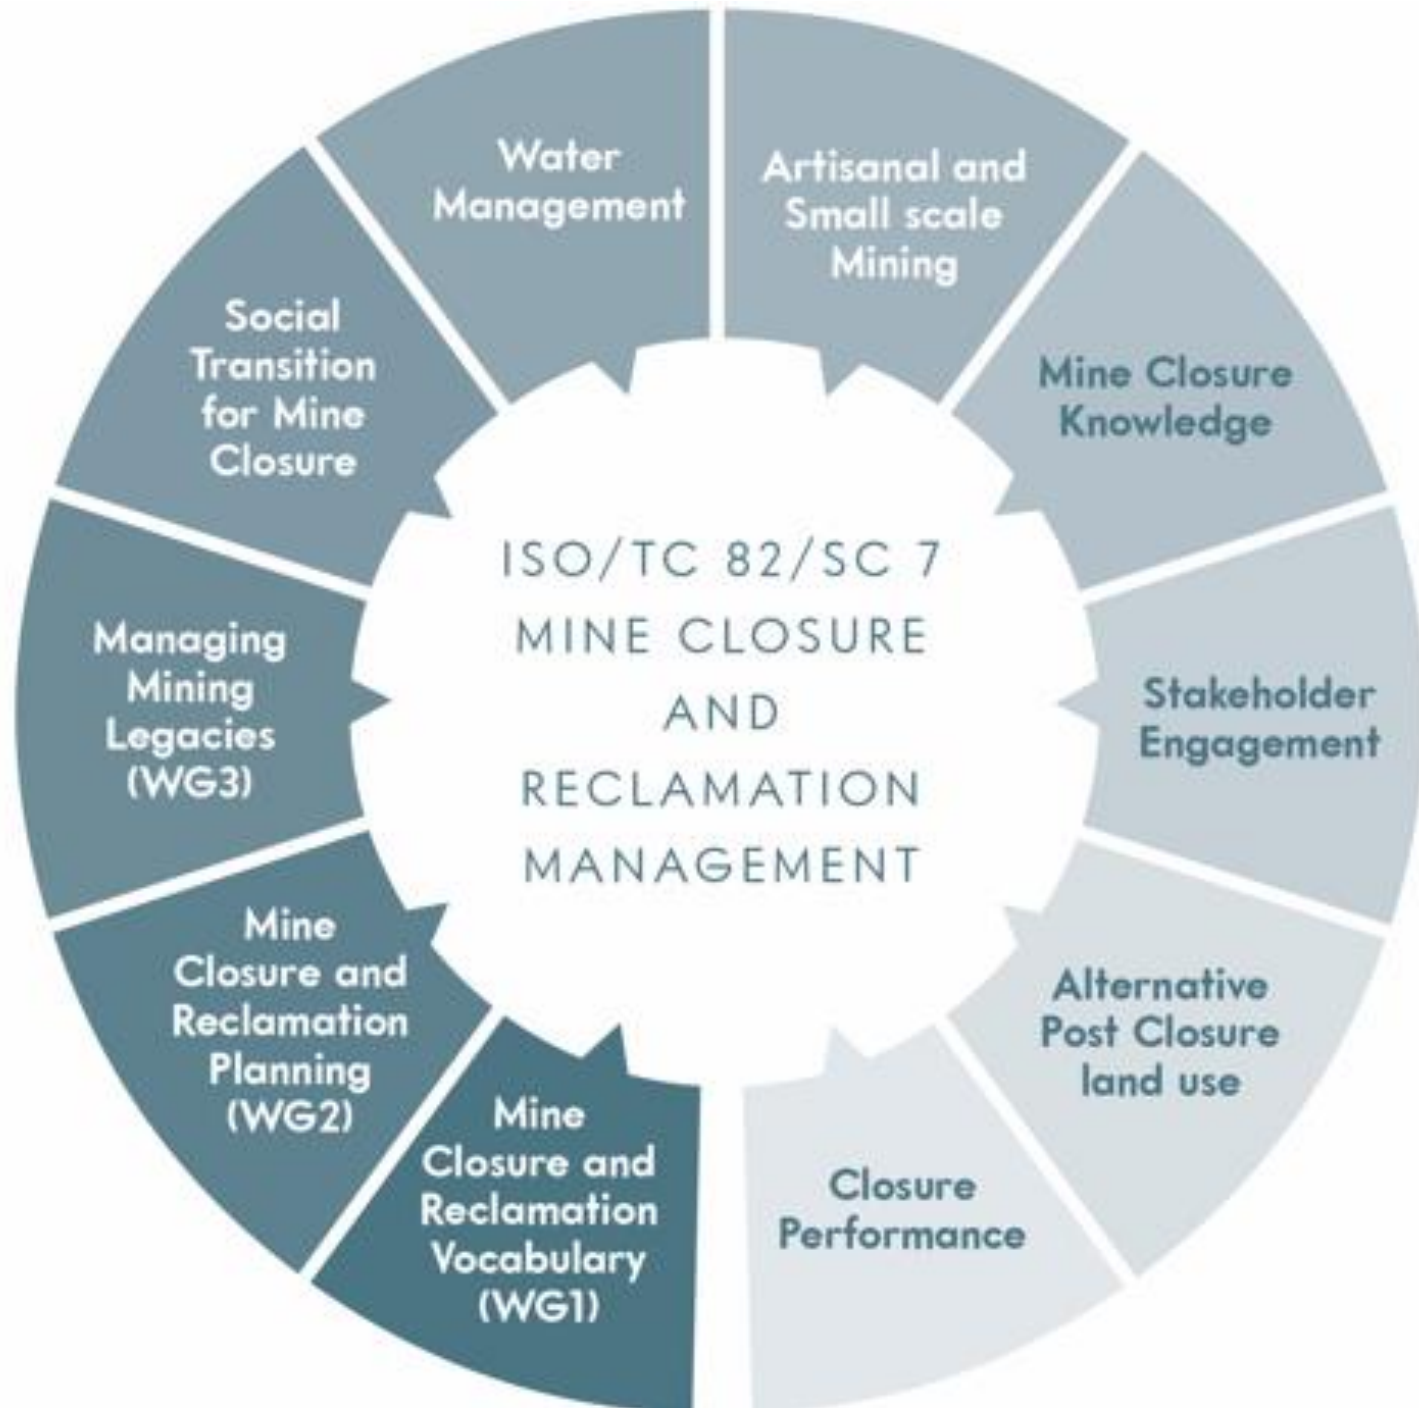 Water
Management
Artisanal and
Small scale
Mining
Social
Transition
for Mine
Closure
Mine Closure
Knowledge
ISO/TC 82/SC 7
MINE CLOSURE
AND
RECLAMATION
MANAGEMENT
Managing
Mining
Legacies
(WG3)
Stakeholder
Engagement
Mine
Closure and
Reclamation
Planning
(WG2)
Alternative
Post Closure
land use
Mine
Closure and
Reclamation
Vocabulary
(WG1)
Closure
Performance